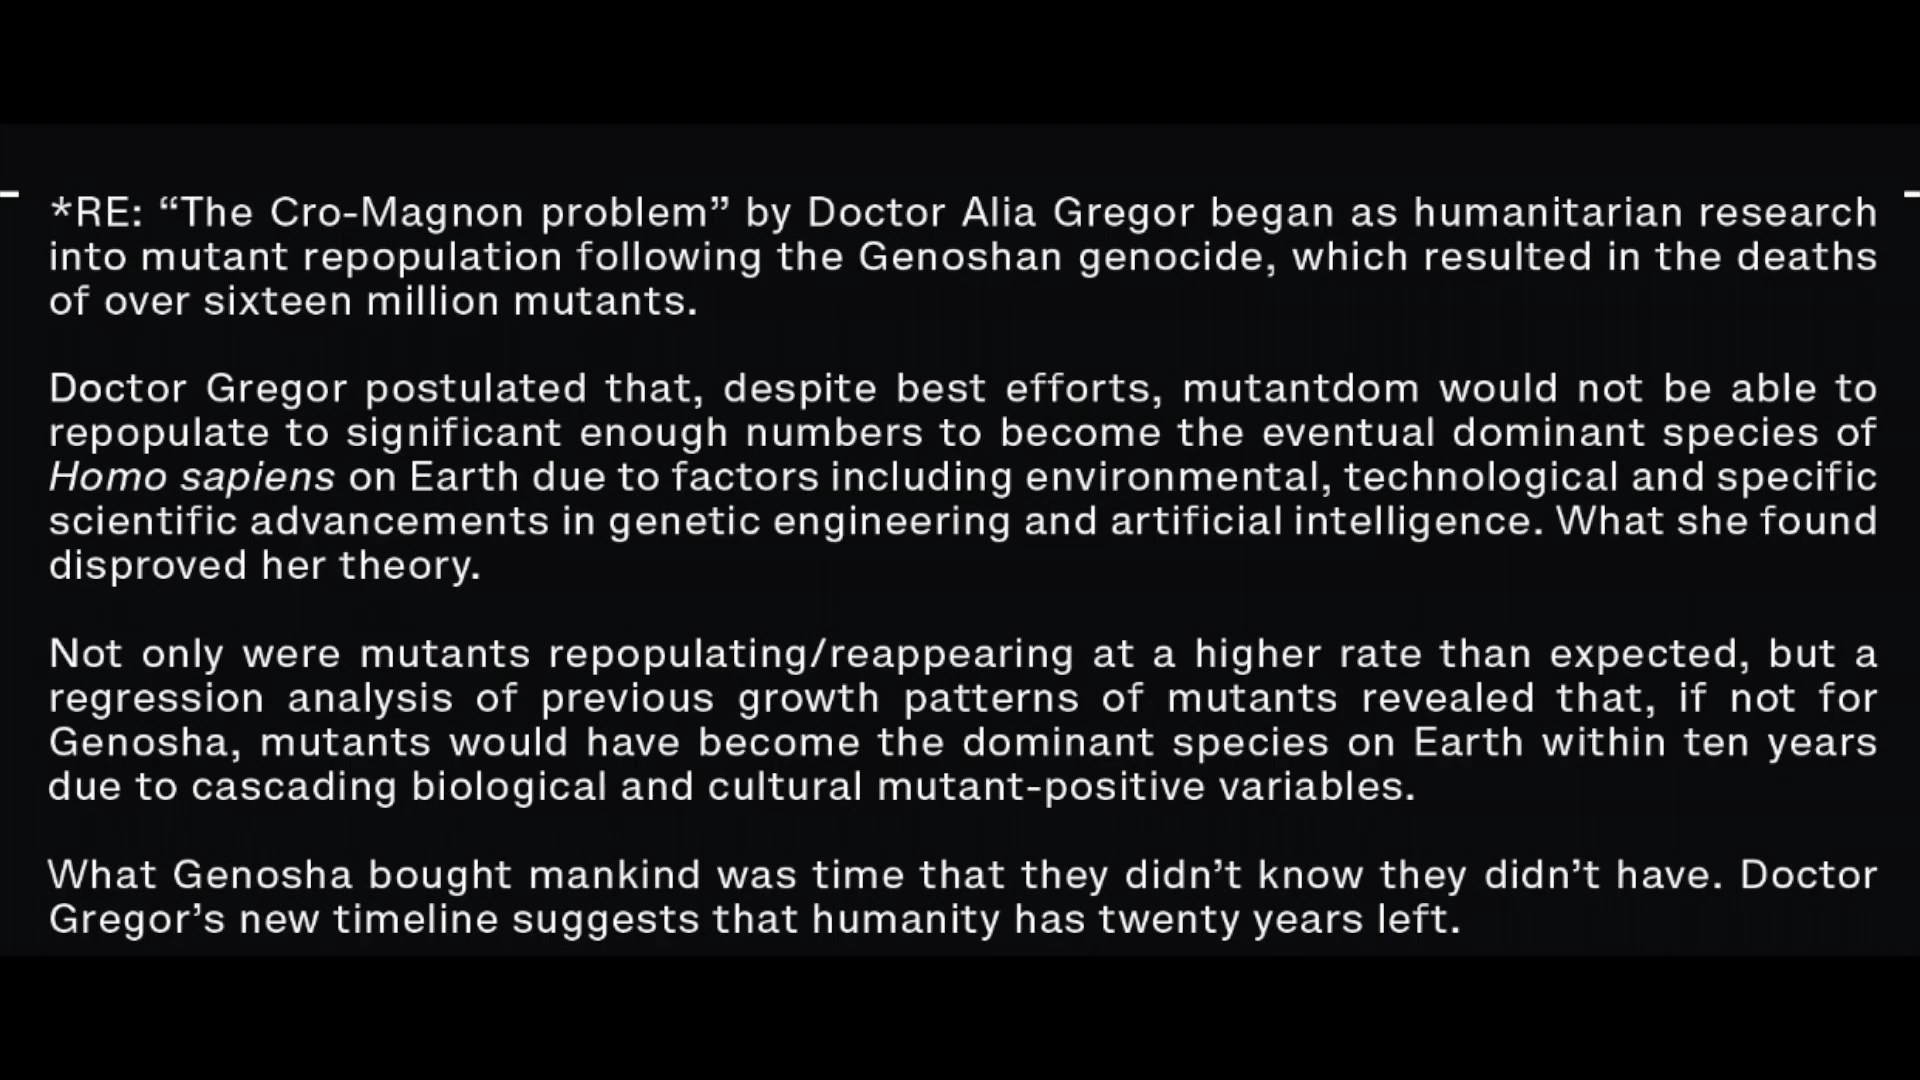 *RE: “The Cro-Magnon problem” by Doctor Alia Gregor began as humanitarian research
into mutant repopulation following the Genoshan genocide, which resulted in the deaths
of over sixteen million mutants.
Doctor Gregor postulated that, despite best efforts, mutantdom would not be able to
repopulate to significant enough numbers to become the eventual dominant species of
Homo sapiens on Earth due to factors including environmental, technological and specific
scientific advancements in genetic engineering and artificial intelligence. What she found
disproved her theory.
Not only were mutants repopulating/reappearing at a higher rate than expected, but a
regression analysis of previous growth patterns of mutants revealed that, if not for
Genosha, mutants would have become the dominant species on Earth within ten years
due to cascading biological and cultural mutant-positive variables.
What Genosha bought mankind was time that they didn’t know they didn’t have. Doctor
Gregor’s new timeline suggests that humanity has twenty years left.